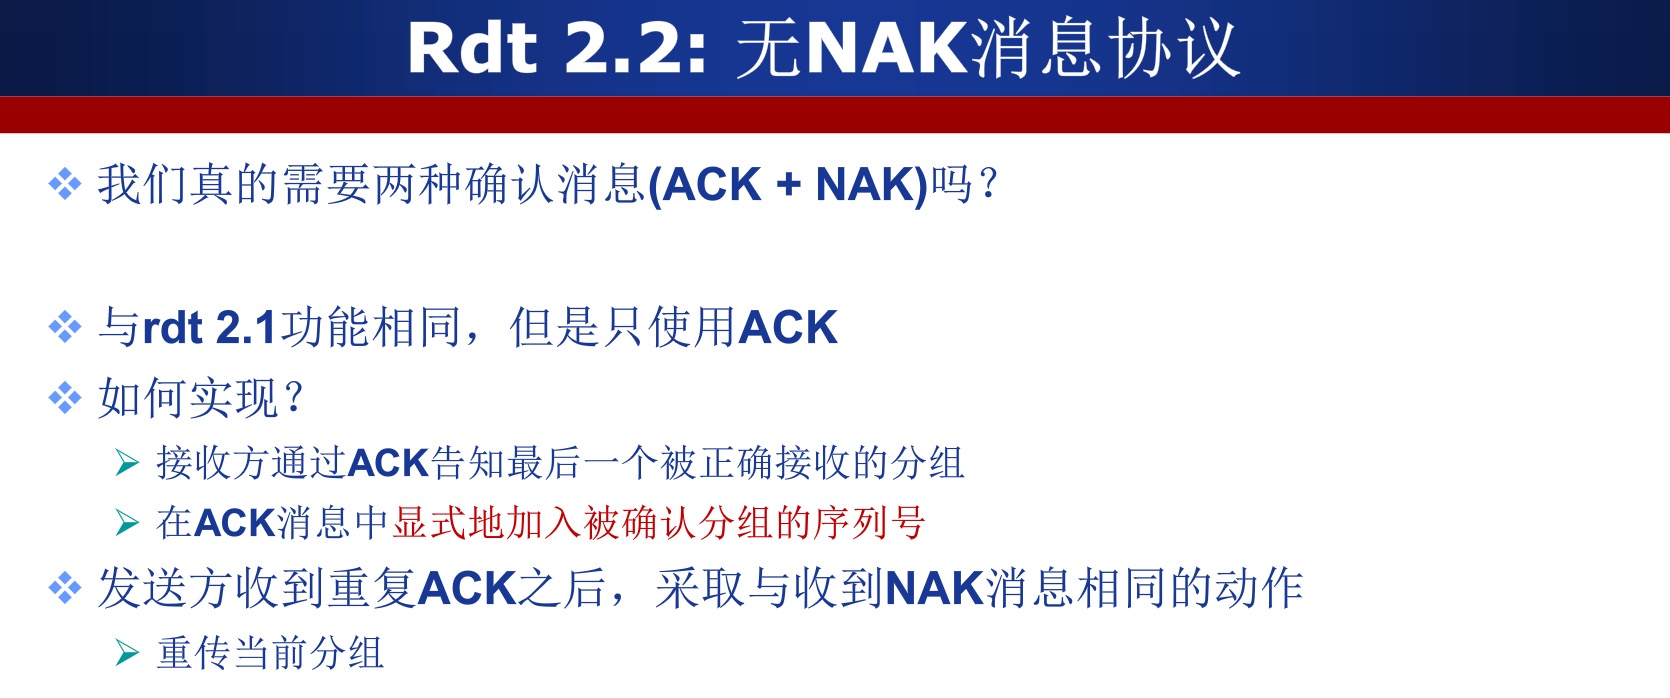 Rdt 2.2: 无NAK消息协议
我们真的需要两种确认消息(ACK + NAK)吗？
与rdt 2.1功能相同，但是只使用ACK
如何实现？
接收方通过ACK告知最后一个被正确接收的分组
在ACK消息中显式地加入被确认分组的序列号
发送方收到重复ACK之后，采取与收到NAK消息相同的动作
重传当前分组